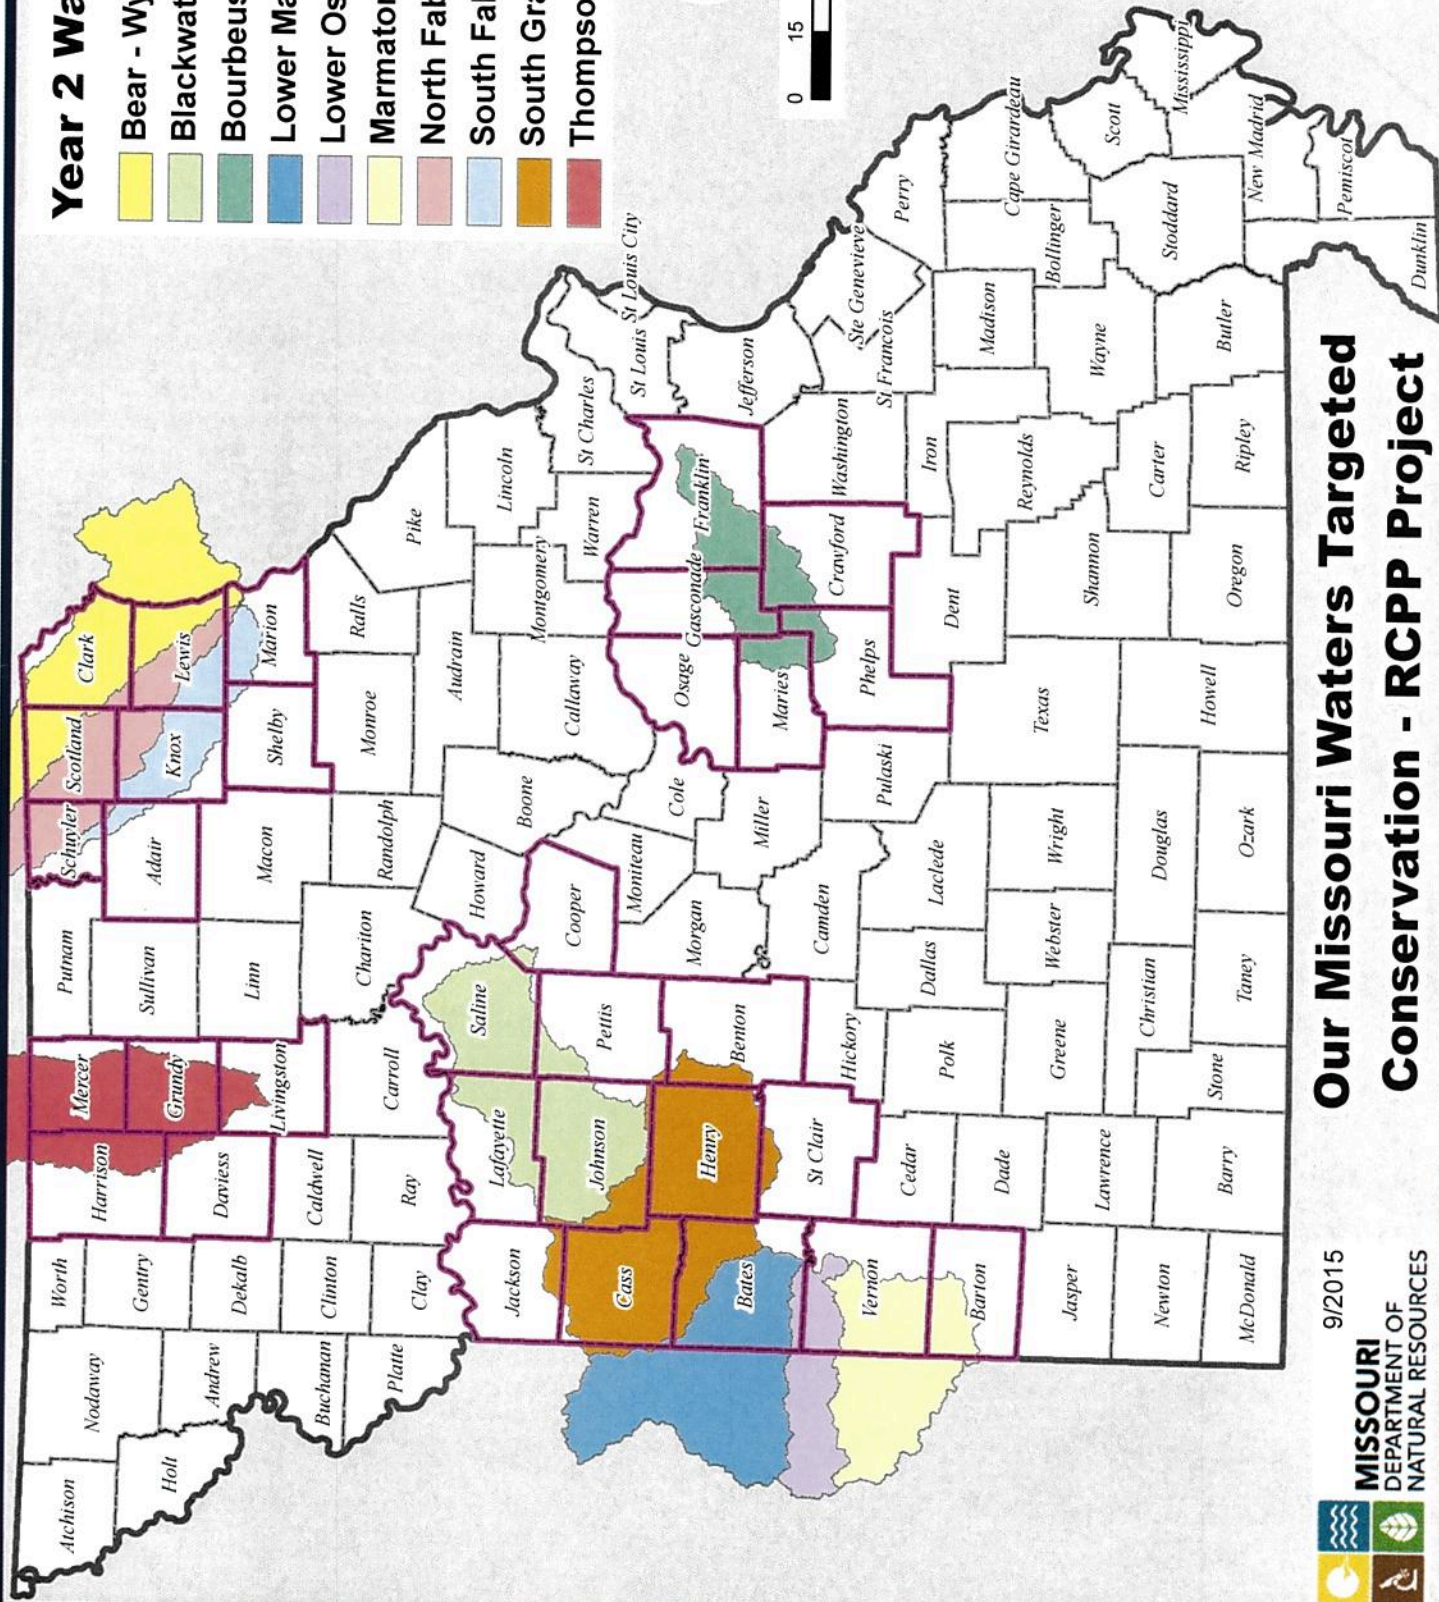 Year 2 Wa
Bear - Wy
Blackwat
Bourbeus
Lower Ma
Lower Os
Marmaton
North Fab
South Fa
South Gra
Thompso
0 15
Atchison
Nodaway
Worth
Harrison
Mercer
Putnam
Schuyler
Scotland
Clark
Holt
Andrew
Gentry
Dekalb
Daviess
Grundy
Sullivan
Adair
Knox
Lewis
Buchanan
Clinton
Caldwell
Livingston
Linn
Macon
Shelby
Marion
Platte
Clay
Ray
Carroll
Chariton
Randolph
Monroe
Ralls
Pike
Jackson
Lafayette
Saline
Howard
Boone
Audrain
Callaway
Montgomery
Lincoln
Warren
St Charles
St Louis
St Louis City
Cass
Johnson
Pettis
Cooper
Moniteau
Cole
Osage
Gasconade
Franklin
Jefferson
Bates
Henry
Benton
Morgan
Miller
Maries
Crawford
Washington
Ste Genevieve
St Francois
Perry
Vernon
St Clair
Hickory
Camden
Pulaski
Phelps
Dent
Iron
Madison
Bollinger
Cape Girardeau
Barton
Cedar
Polk
Dallas
Laclede
Texas
Shannon
Reynolds
Wayne
Scott
Mississippi
Jasper
Dade
Greene
Webster
Wright
Carter
Butler
Stoddard
New Madrid
Newton
Lawrence
Christian
Douglas
Howell
Oregon
Ripley
Pemiscot
McDonald
Barry
Stone
Taney
Ozark
Dunklin
9/2015
MISSOURI
DEPARTMENT OF
NATURAL RESOURCES
Our Missouri Waters Targeted
Conservation - RCPP Project